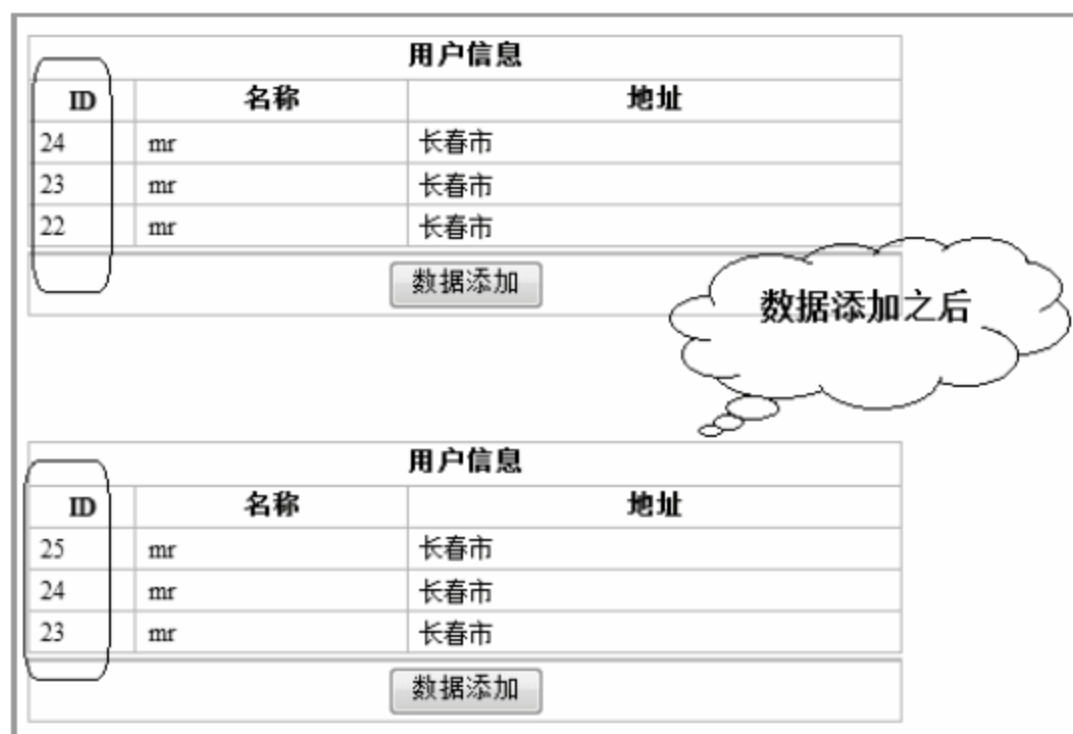 用户信息
ID 名称 地址
24 mr 长春市
23 mr 长春市
22 mr 长春市
数据添加
数据添加之后
用户信息
ID 名称 地址
25 mr 长春市
24 mr 长春市
23 mr 长春市
数据添加